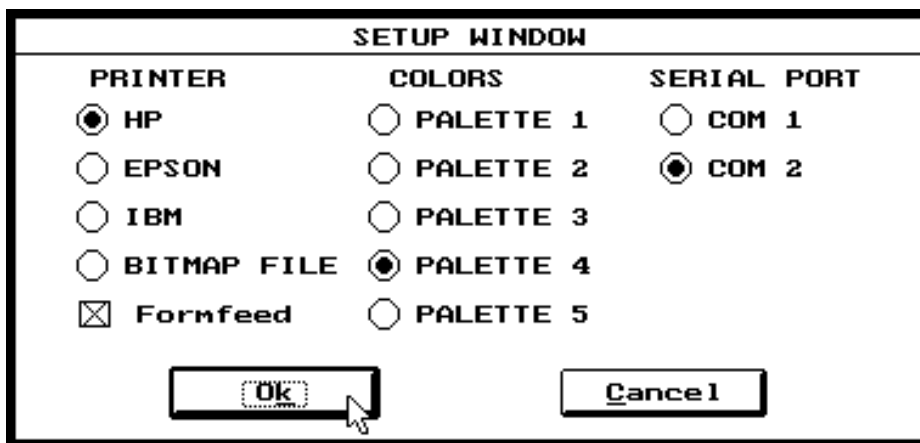 SETUP WINDOW
PRINTER COLORS SERIAL PORT
HP PALETTE 1 COM 1
EPSON PALETTE 2 COM 2
IBM PALETTE 3
BITMAP FILE PALETTE 4
Formfeed PALETTE 5
Ok Cancel